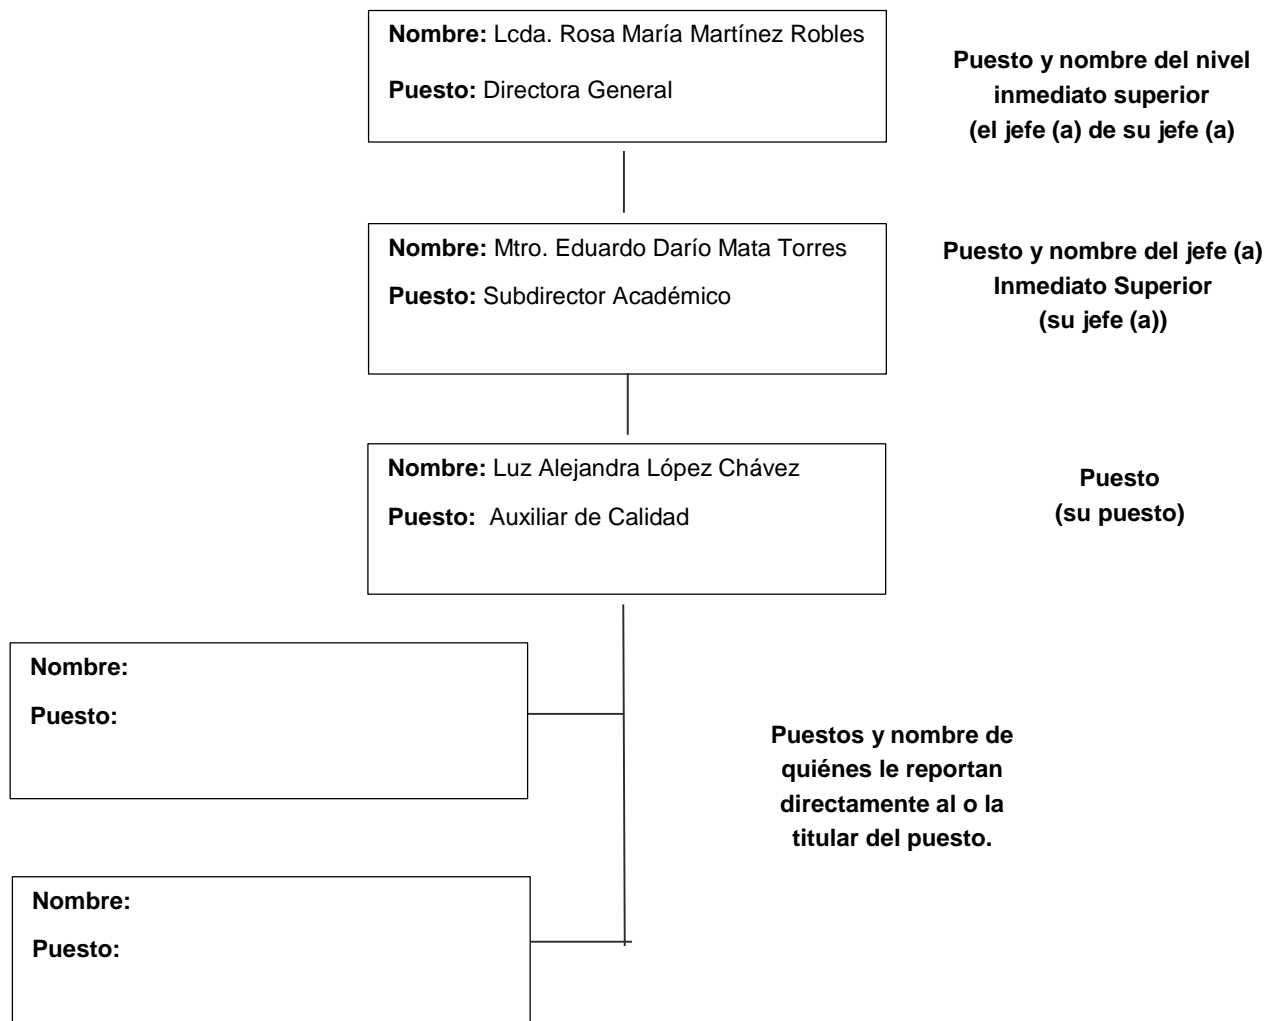 Nombre: Lcda. Rosa María Martínez Robles
Puesto: Directora General
Puesto y nombre del nivel
inmediato superior
(el jefe (a) de su jefe (a)
Nombre: Mtro. Eduardo Darío Mata Torres
Puesto: Subdirector Académico
Puesto y nombre del jefe (a)
Inmediato Superior
(su jefe (a))
Nombre: Luz Alejandra López Chávez
Puesto: Auxiliar de Calidad
Puesto
(su puesto)
Nombre:
Puesto:
Puestos y nombre de
quiénes le reportan
directamente al o la
titular del puesto.
Nombre:
Puesto: